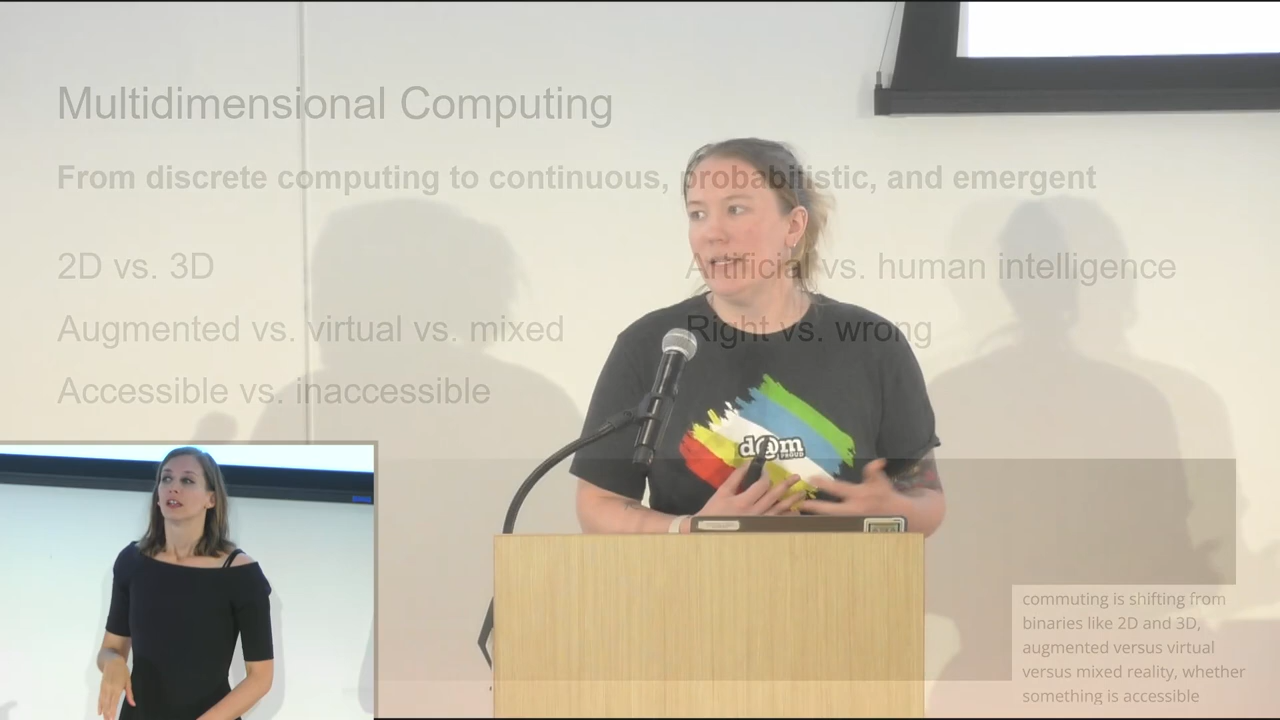 Multidimensional Computing
From discrete computing to continuous, probabilistic, and emergent
2D vs. 3D
Artificial vs. human intelligence
Augmented vs. virtual vs. mixed
Right vs. wrong
Accessible vs. inaccessible
d@m
PROUD
commuting is shifting from
binaries like 2D and 3D,
augmented versus virtual
versus mixed reality, whether
something is accessible